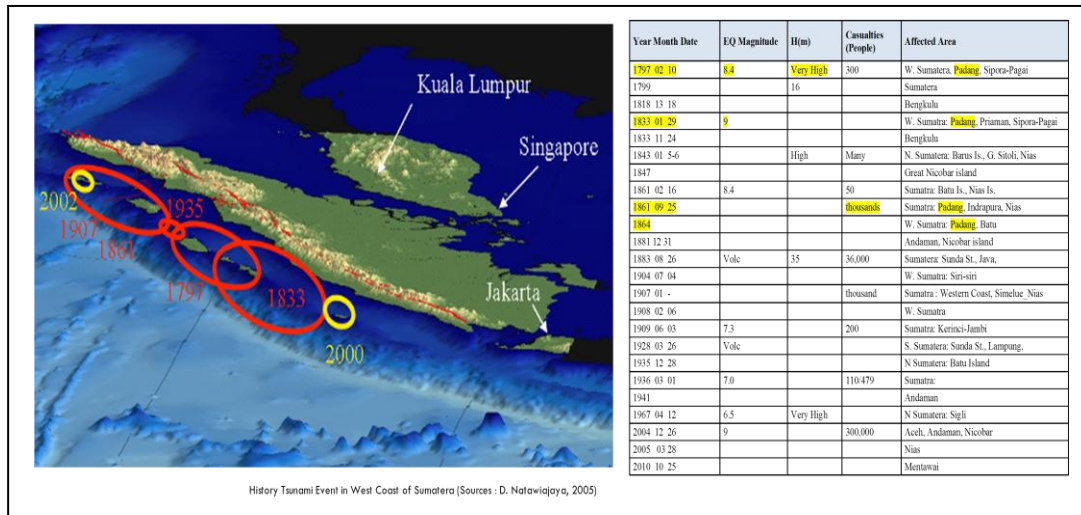 Kuala Lumpur
Singapore
2002
1935
1907
1861
1797
1833
Jakarta
2000
History Tsunami Event in West Coast of Sumatera (Sources : D. Natawiajaya, 2005)
Year Month Date EQ Magnitude H(m) Casualties (People) Affected Area
1797 02 10 8.4 Very High 300 W. Sumatera, Padang, Sipora-Pagai
1799 16 Sumatera
1818 13 18 Bengkulu
1833 01 29 9 W. Sumatra: Padang, Priaman, Sipora-Pagai
1833 11 24 Bengkulu
1843 01 5-6 High Many N. Sumatera: Barus Is., G. Sitoli, Nias
1847 Great Nicobar island
1861 02 16 8.4 50 Sumatra: Batu Is., Nias Is.
1861 09 25 thousands Sumatra: Padang, Indrapura, Nias
1864 W. Sumatra: Padang, Batu
1881 12 31 Andaman, Nicobar island
1883 08 26 Volc 35 36,000 Sumatera: Sunda St., Java,
1904 07 04 W. Sumatra: Siri-siri
1907 01 - thousand Sumatra : Western Coast, Simelue_Nias
1908 02 06 W. Sumatra
1909 06 03 7.3 200 Sumatra: Kerinci-Jambi
1928 03 26 Volc S. Sumatera: Sunda St., Lampung,
1935 12 28 N Sumatera: Batu Island
1936 03 01 7.0 110/479 Sumatra:
1941 Andaman
1967 04 12 6.5 Very High N Sumatera: Sigli
2004 12 26 9 300,000 Aceh, Andaman, Nicobar
2005 03 28 Nias
2010 10 25 Mentawai